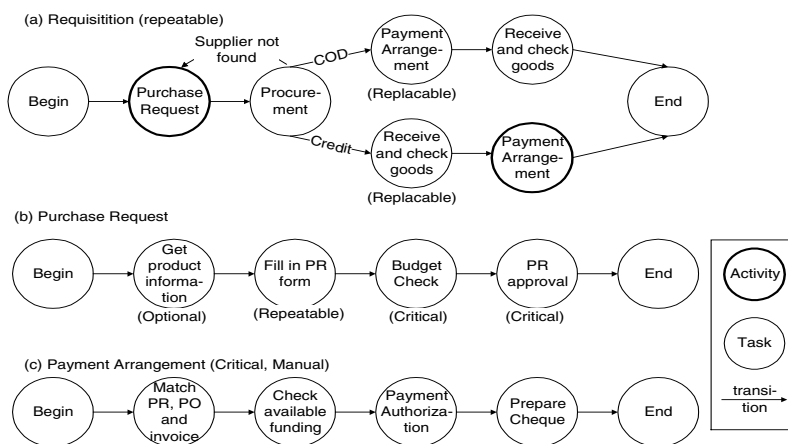 (a) Requisitition (repeatable)
Supplier not
found
COD
Payment
Arrange-
ment
(Replacable)
Receive
and check
goods
Begin
Purchase
Request
Procure-
ment
End
Credit
Receive
and check
goods
(Replacable)
Payment
Arrange-
ment
(b) Purchase Request
Begin
Get
product
informa-
tion
(Optional)
Fill in PR
form
(Repeatable)
Budget
Check
(Critical)
PR
approval
(Critical)
End
Activity
Task
transi-
tion
(c) Payment Arrangement (Critical, Manual)
Begin
Match
PR, PO
and
invoice
Check
available
funding
Payment
Authoriza-
tion
Prepare
Cheque
End